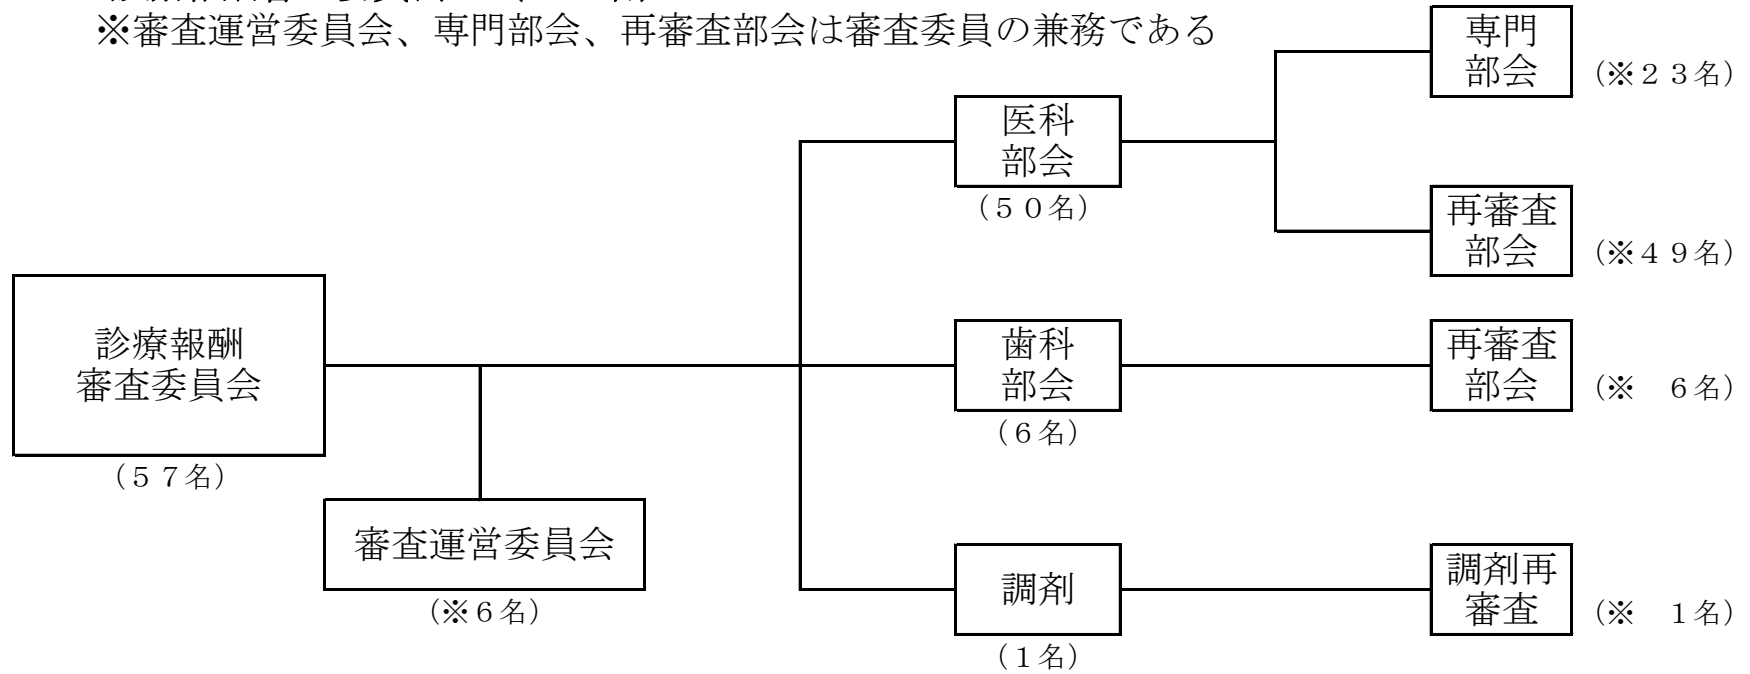 ※審査運営委員会、専門部会、再審査部会は審査委員の兼務である
専門
部会
(※２３名)
医科
部会
(５０名)
再審査
部会
(※４９名)
診療報酬
審査委員会
(５７名)
歯科
部会
(６名)
再審査
部会
(※　６名)
審査運営委員会
(※６名)
調剤
(１名)
調剤再
審査
(※　１名)